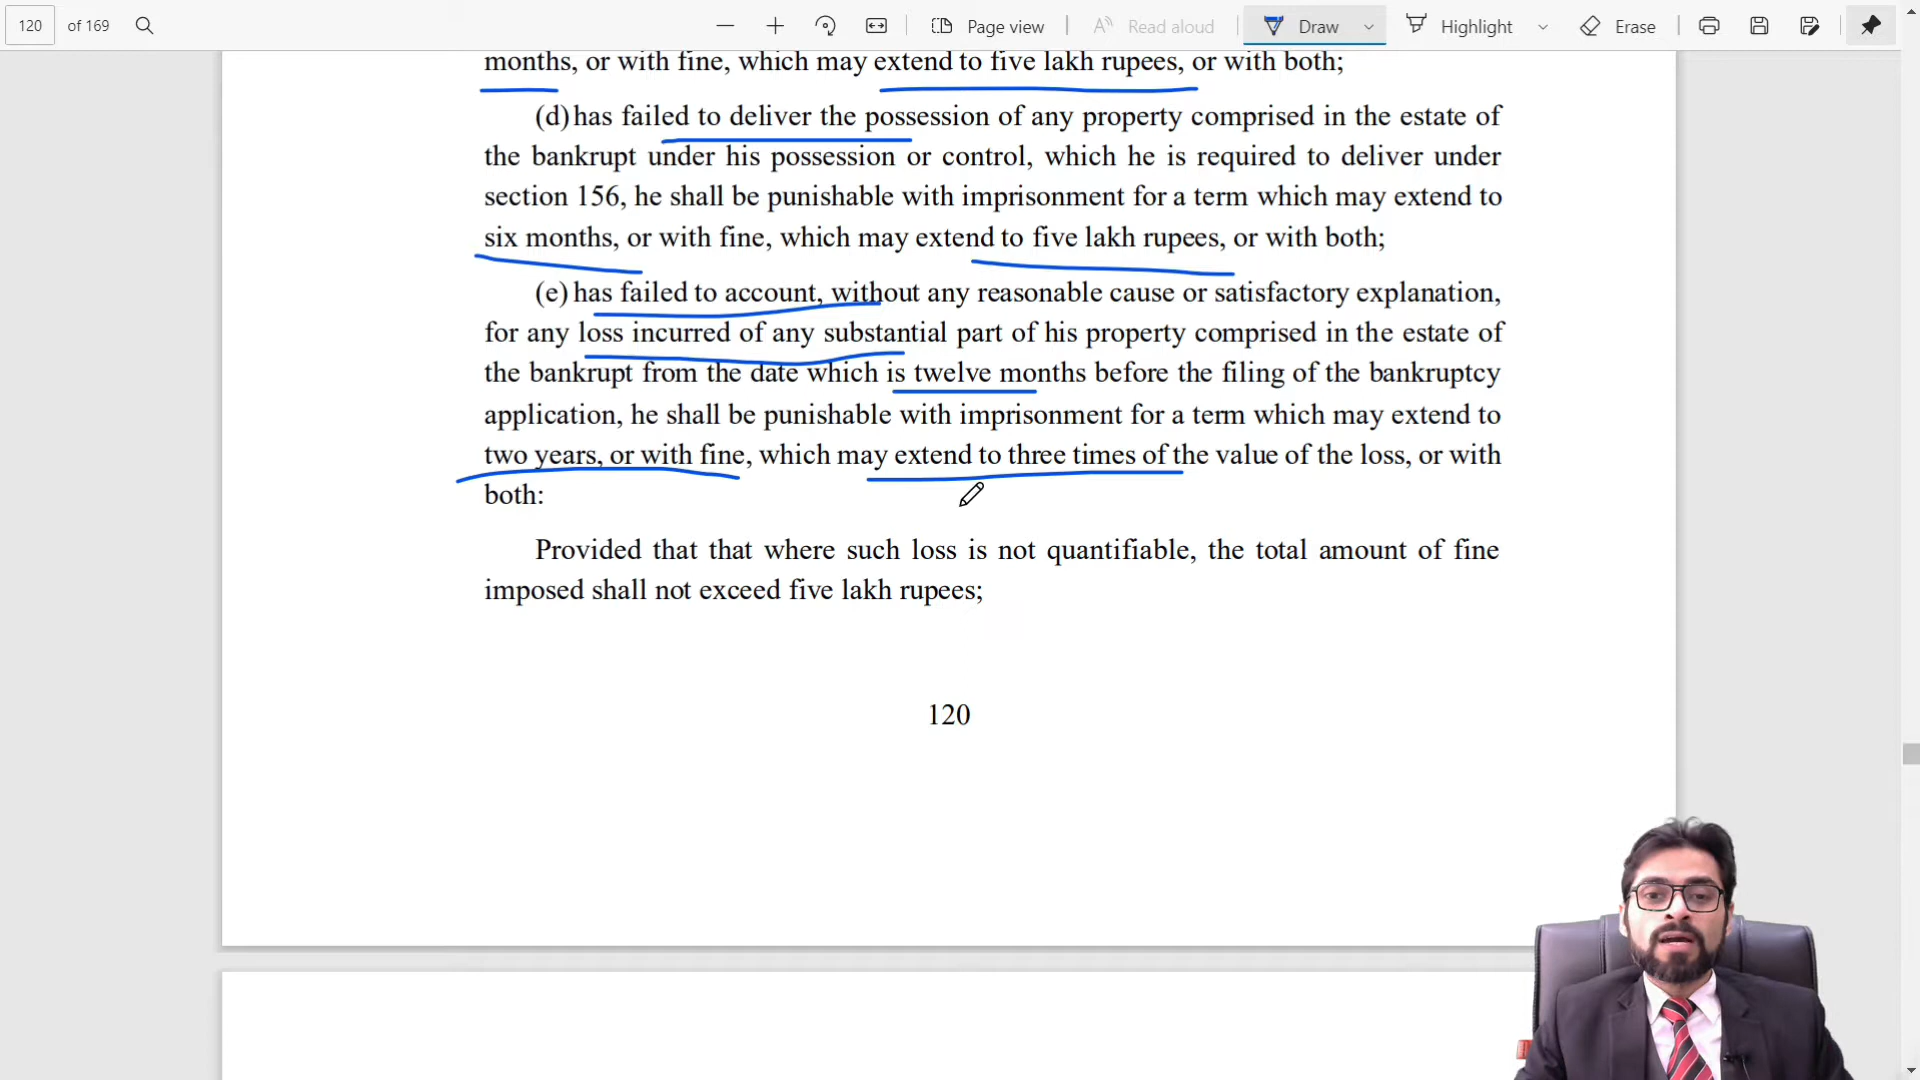 120 of 169 Page view Read aloud Draw Highlight Erase
months, or with fine, which may extend to five lakh rupees, or with both;
(d) has failed to deliver the possession of any property comprised in the estate of
the bankrupt under his possession or control, which he is required to deliver under
section 156, he shall be punishable with imprisonment for a term which may extend to
six months, or with fine, which may extend to five lakh rupees, or with both;
(e) has failed to account, without any reasonable cause or satisfactory explanation,
for any loss incurred of any substantial part of his property comprised in the estate of
the bankrupt from the date which is twelve months before the filing of the bankruptcy
application, he shall be punishable with imprisonment for a term which may extend to
two years, or with fine, which may extend to three times of the value of the loss, or with
both:
Provided that that where such loss is not quantifiable, the total amount of fine
imposed shall not exceed five lakh rupees;
120